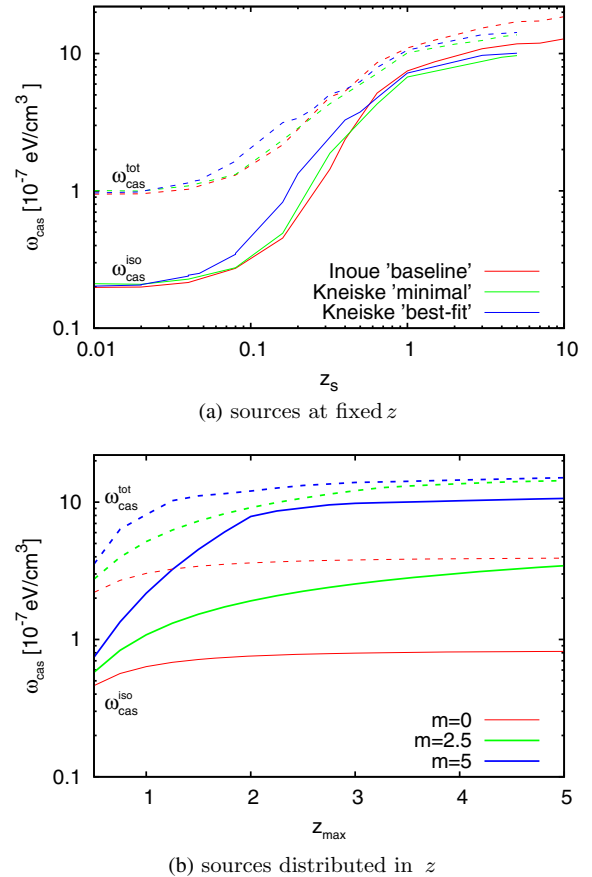 10
1
0.1
ω_cas [10^-7 eV/cm^3]
ω_cas^tot
ω_cas^iso
Inoue 'baseline'
Kneiske 'minimal'
Kneiske 'best-fit'
0.01 0.1 1 10
z_s
(a) sources at fixed z
10
1
0.1
ω_cas [10^-7 eV/cm^3]
ω_cas^tot
ω_cas^iso
m=0
m=2.5
m=5
1 2 3 4 5
z_max
(b) sources distributed in z